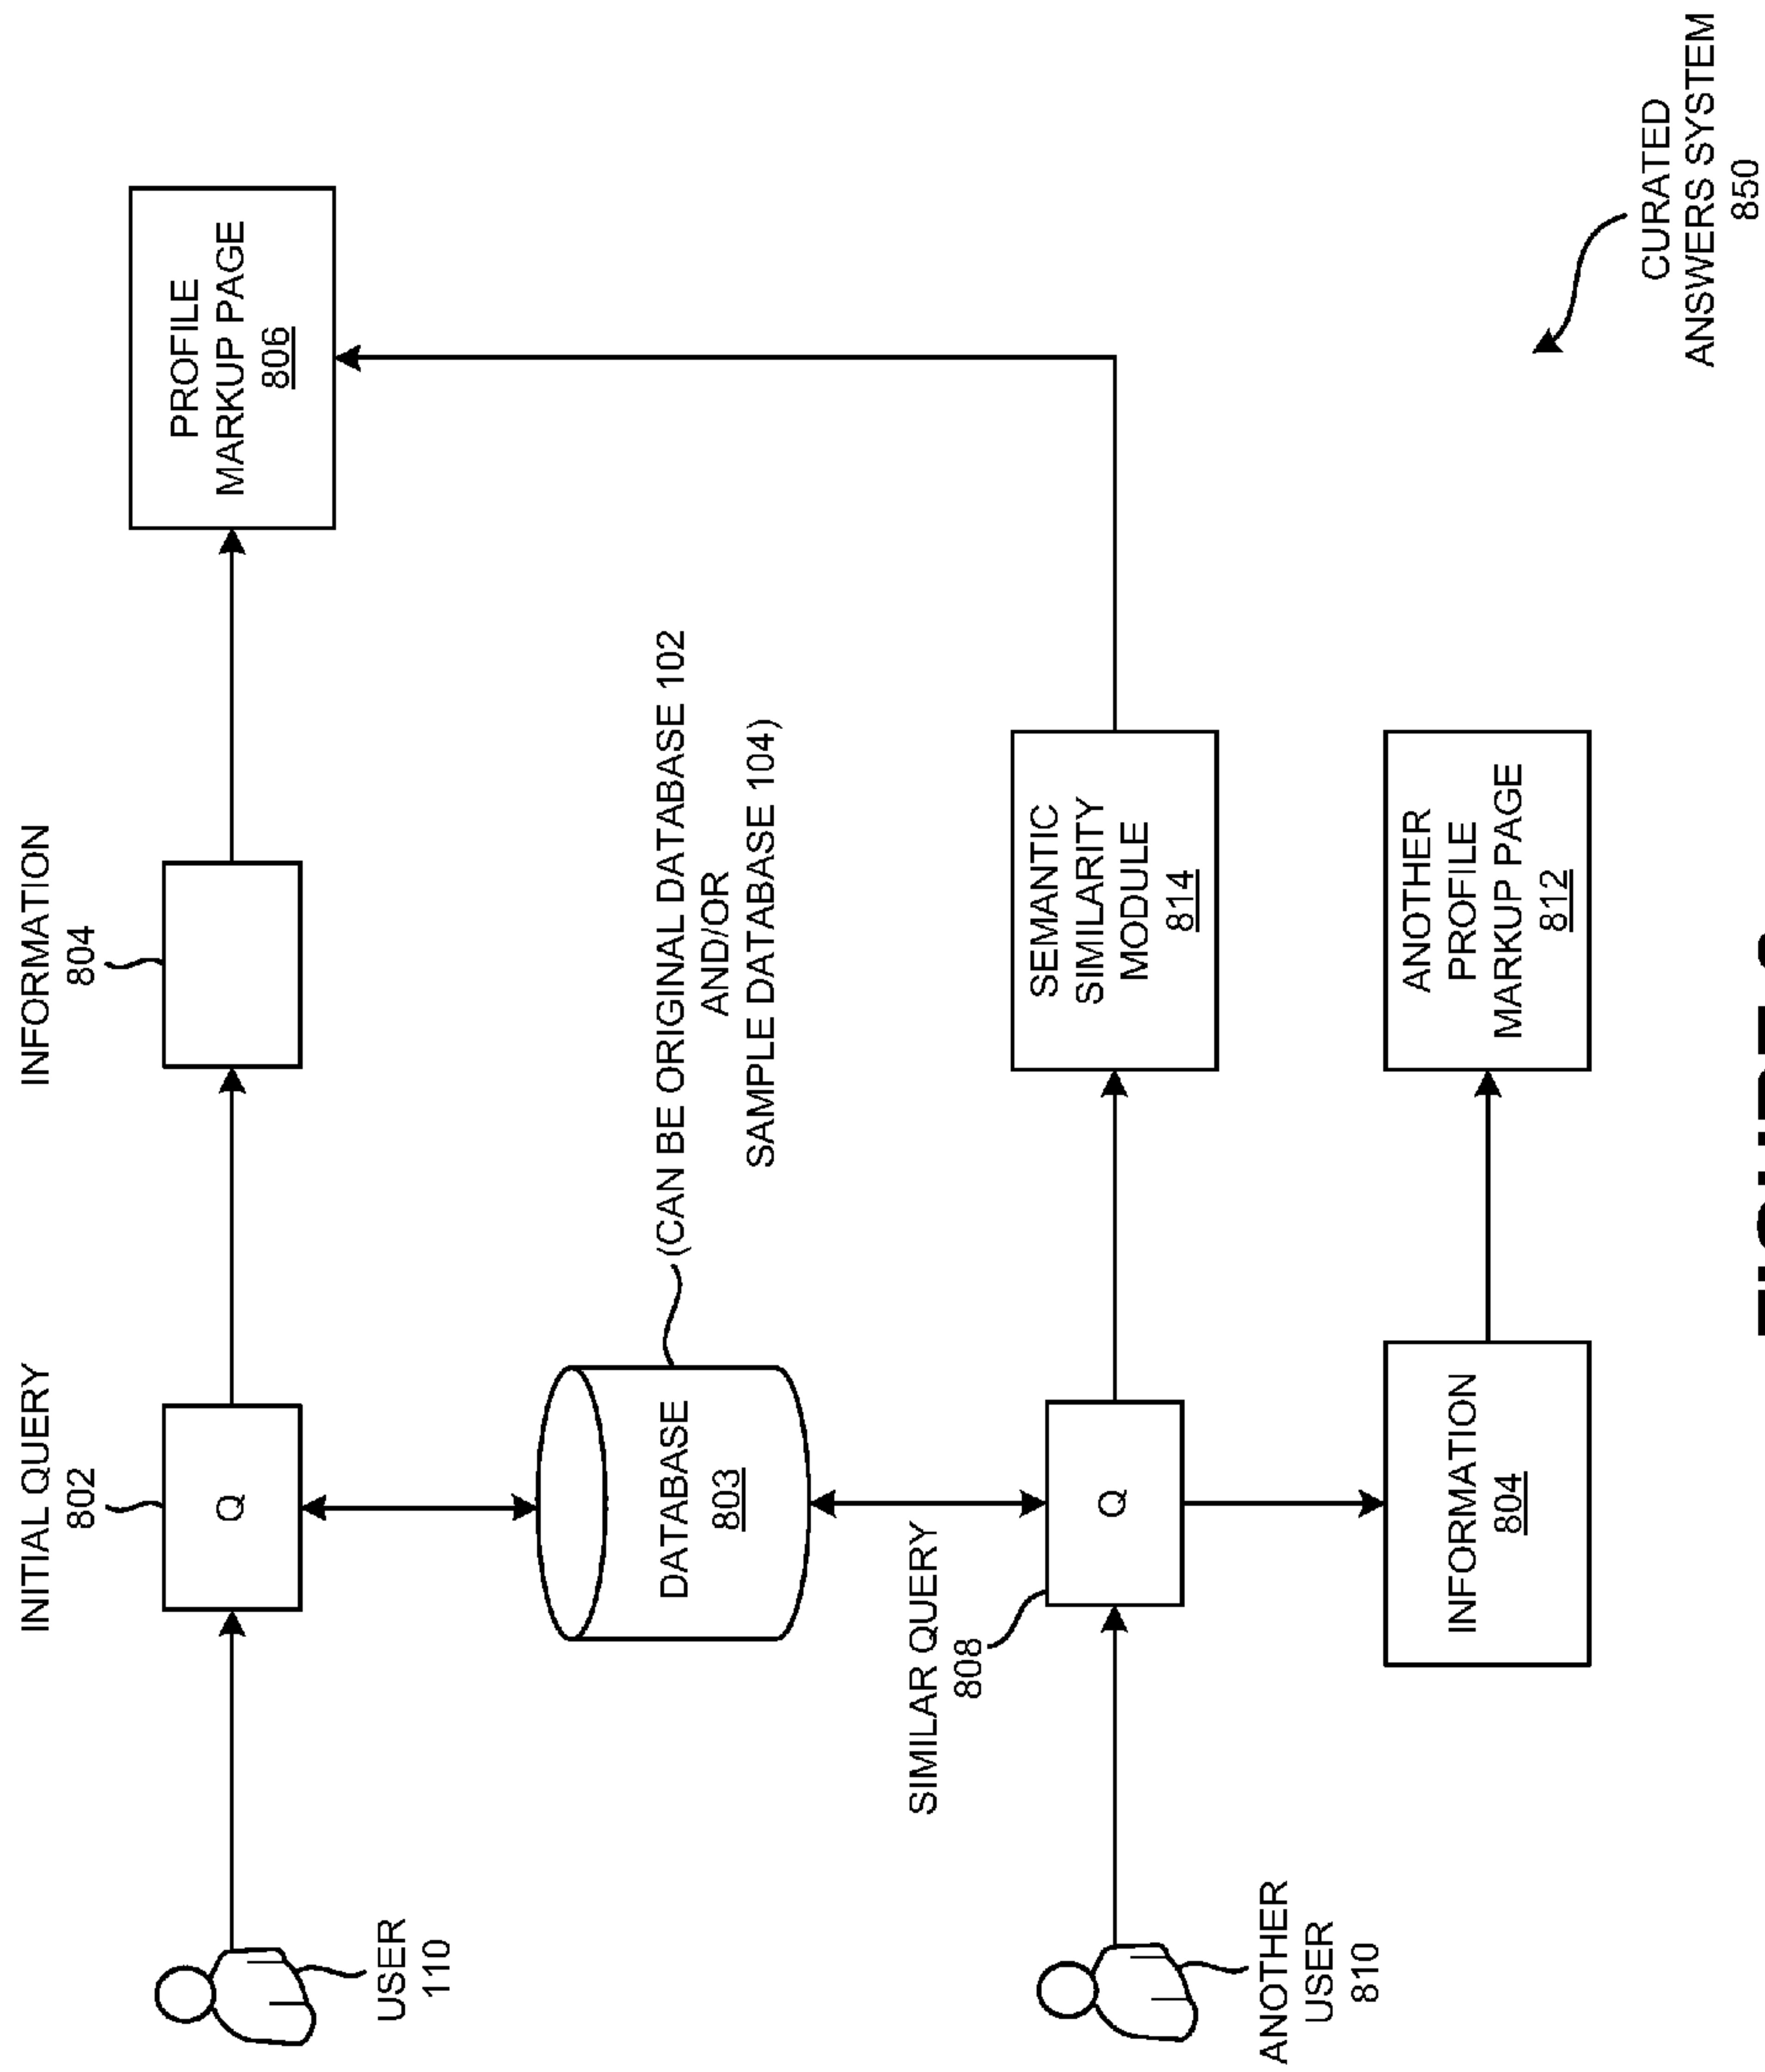 INITIAL QUERY
802
INFORMATION
804
Q
PROFILE
MARKUP PAGE
806
USER
110
DATABASE
803
(CAN BE ORIGINAL DATABASE 102
AND/OR
SAMPLE DATABASE 104)
SIMILAR QUERY
808
Q
SEMANTIC
SIMILARITY
MODULE
814
ANOTHER
USER
810
INFORMATION
804
ANOTHER
PROFILE
MARKUP PAGE
812
CURATED
ANSWERS SYSTEM
850